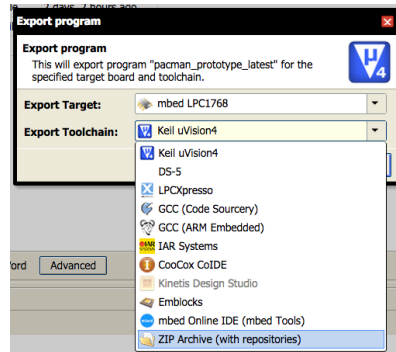 2 days, 2 hours ago
Export program
Export program
This will export program "pacman_prototype_latest" for the
specified target board and toolchain.
Export Target:
mbed LPC1768
Export Toolchain:
Keil uVision4
Keil uVision4
DS-5
LPCXpresso
GCC (Code Sourcery)
GCC (ARM Embedded)
IAR Systems
CooCox CoIDE
Kinetis Design Studio
Emblocks
mbed Online IDE (mbed Tools)
ZIP Archive (with repositories)
ord
Advanced